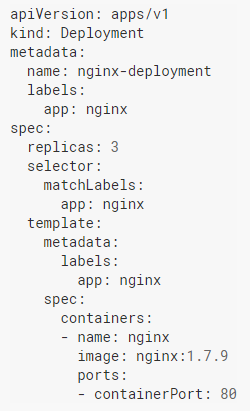 apiVersion: apps/v1
kind: Deployment
metadata:
  name: nginx-deployment
  labels:
    app: nginx
spec:
  replicas: 3
  selector:
    matchLabels:
      app: nginx
  template:
    metadata:
      labels:
        app: nginx
    spec:
      containers:
      - name: nginx
        image: nginx:1.7.9
        ports:
        - containerPort: 80